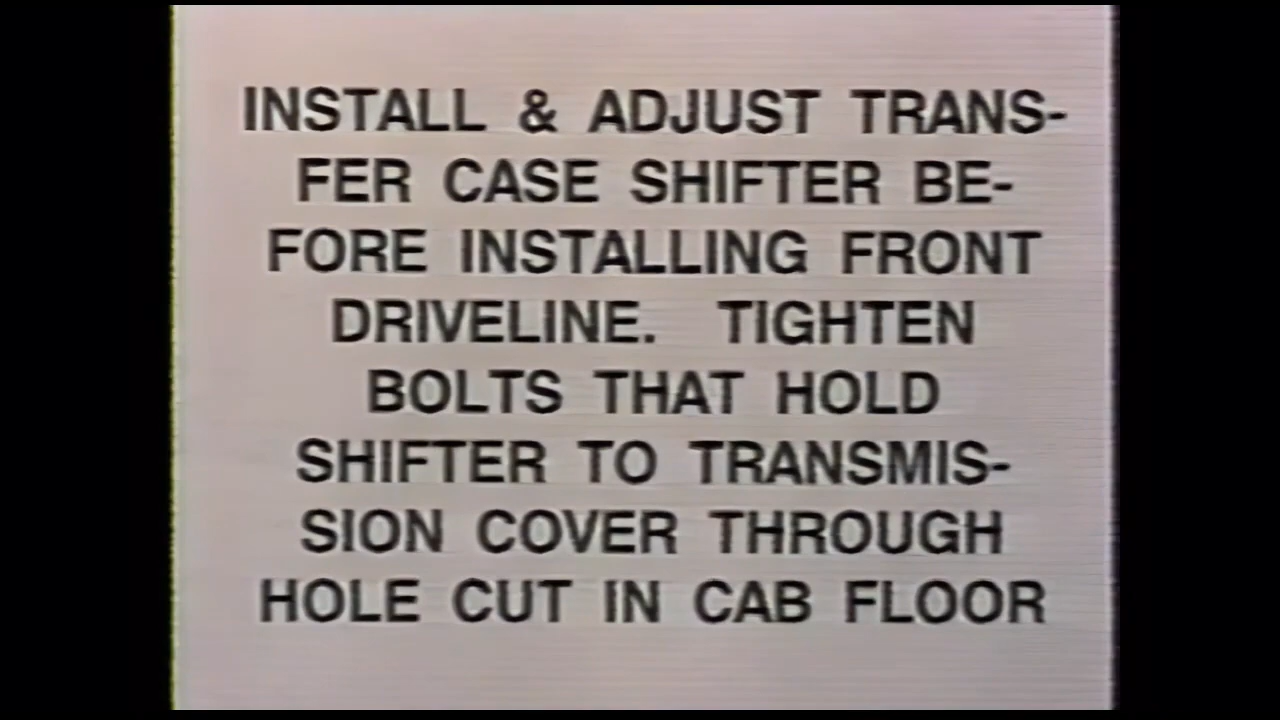 INSTALL & ADJUST TRANS-
FER CASE SHIFTER BE-
FORE INSTALLING FRONT
DRIVELINE. TIGHTEN
BOLTS THAT HOLD
SHIFTER TO TRANSMIS-
SION COVER THROUGH
HOLE CUT IN CAB FLOOR